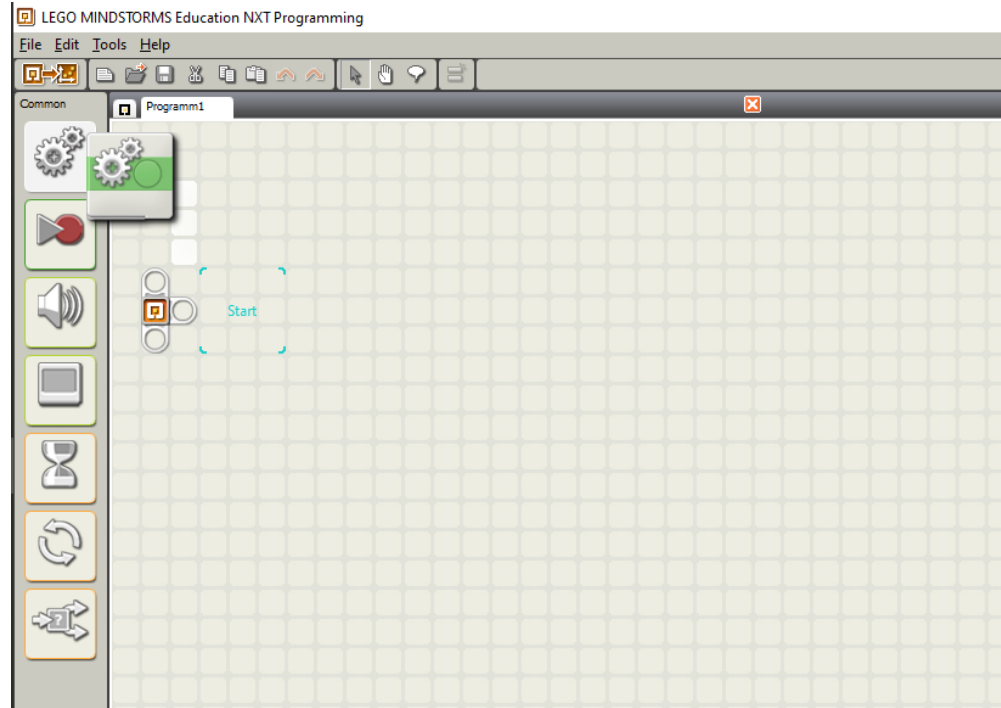 LEGO MINDSTORMS Education NXT Programming
File Edit Tools Help
Common
Programm1
Start